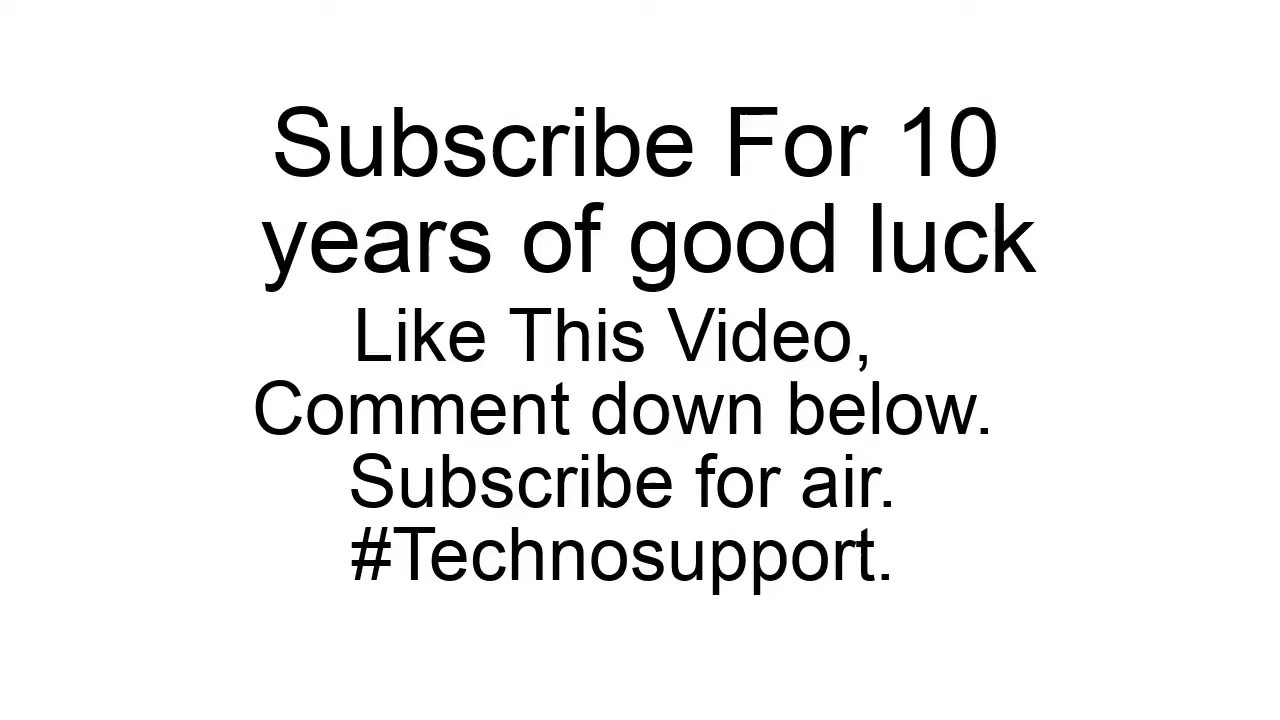 Subscribe For 10
years of good luck
Like This Video,
Comment down below.
Subscribe for air.
#Technosupport.